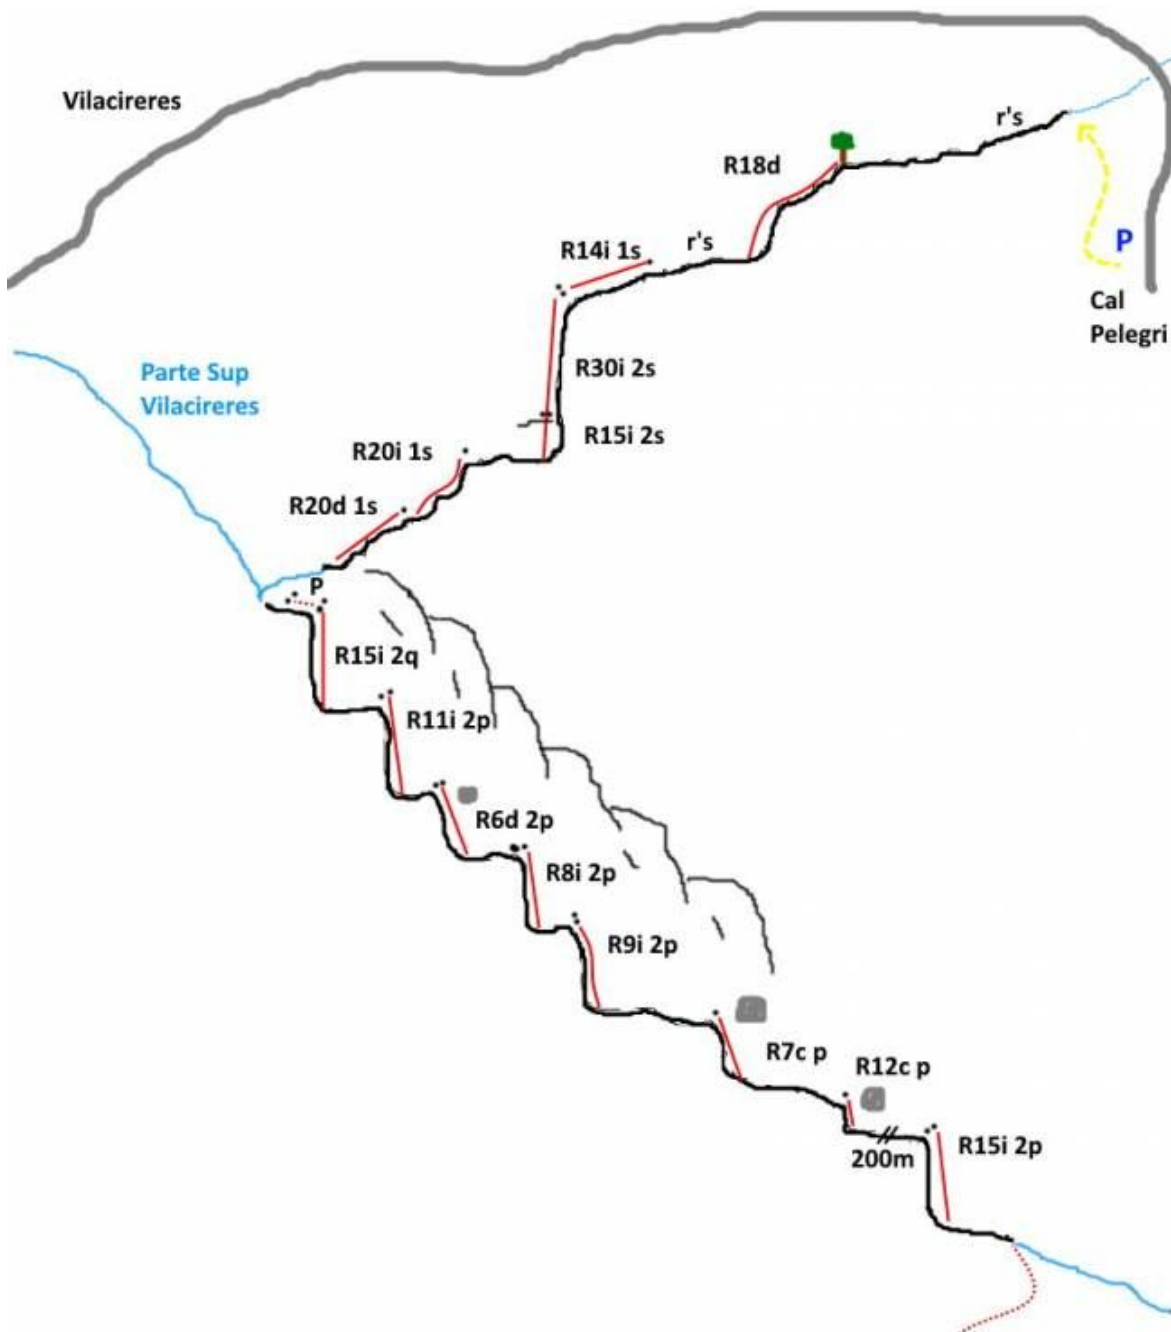 Vilacireres
r's
R18d
r's
R14i 1s
P
Cal
Pelegri
Parte Sup
Vilacireres
R30i 2s
R15i 2s
R20i 1s
R20d 1s
P
R15i 2q
R11i 2p
R6d 2p
R8i 2p
R9i 2p
R7c p
R12c p
200m
R15i 2p